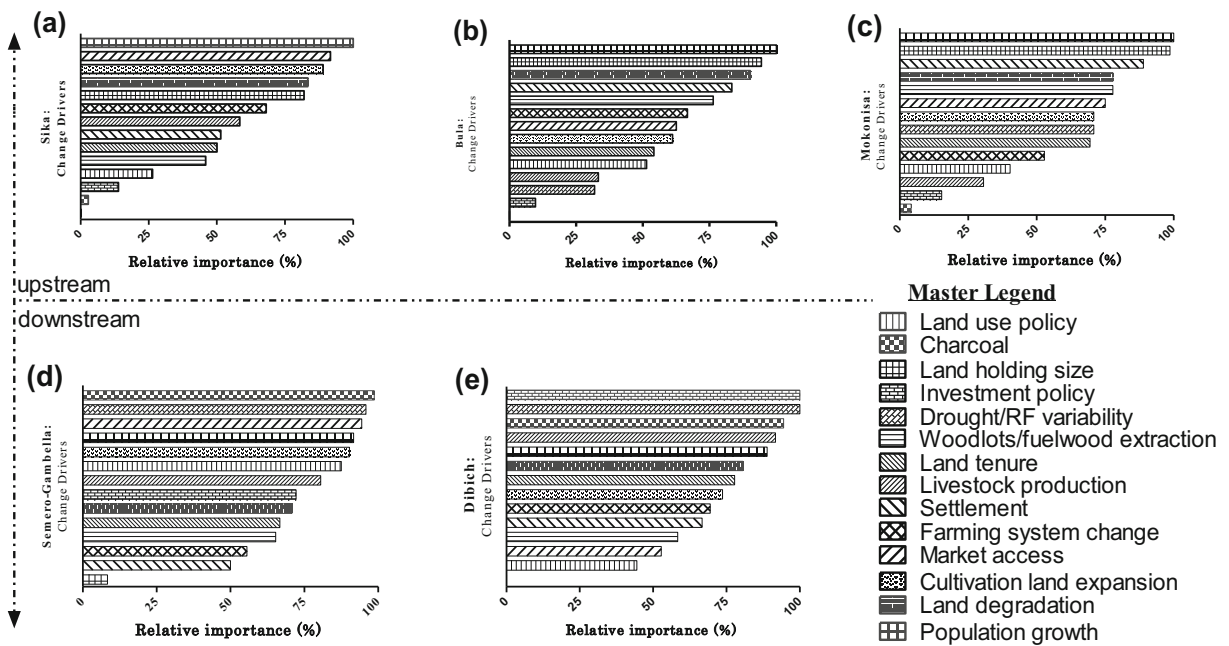 (a)
Sika:
Change Drivers
0
25
50
75
100
Relative importance (%)
(b)
Bula:
Change Drivers
0
25
50
75
100
Relative importance (%)
(c)
Mokonisa:
Change Drivers
0
25
50
75
100
Relative importance (%)
upstream
downstream
(d)
Semero-Gambella:
Change Drivers
0
25
50
75
100
Relative importance (%)
(e)
Dibich:
Change Drivers
0
25
50
75
100
Relative importance (%)
Master Legend
Land use policy
Charcoal
Land holding size
Investment policy
Drought/RF variability
Woodlots/fuelwood extraction
Land tenure
Livestock production
Settlement
Farming system change
Market access
Cultivation land expansion
Land degradation
Population growth